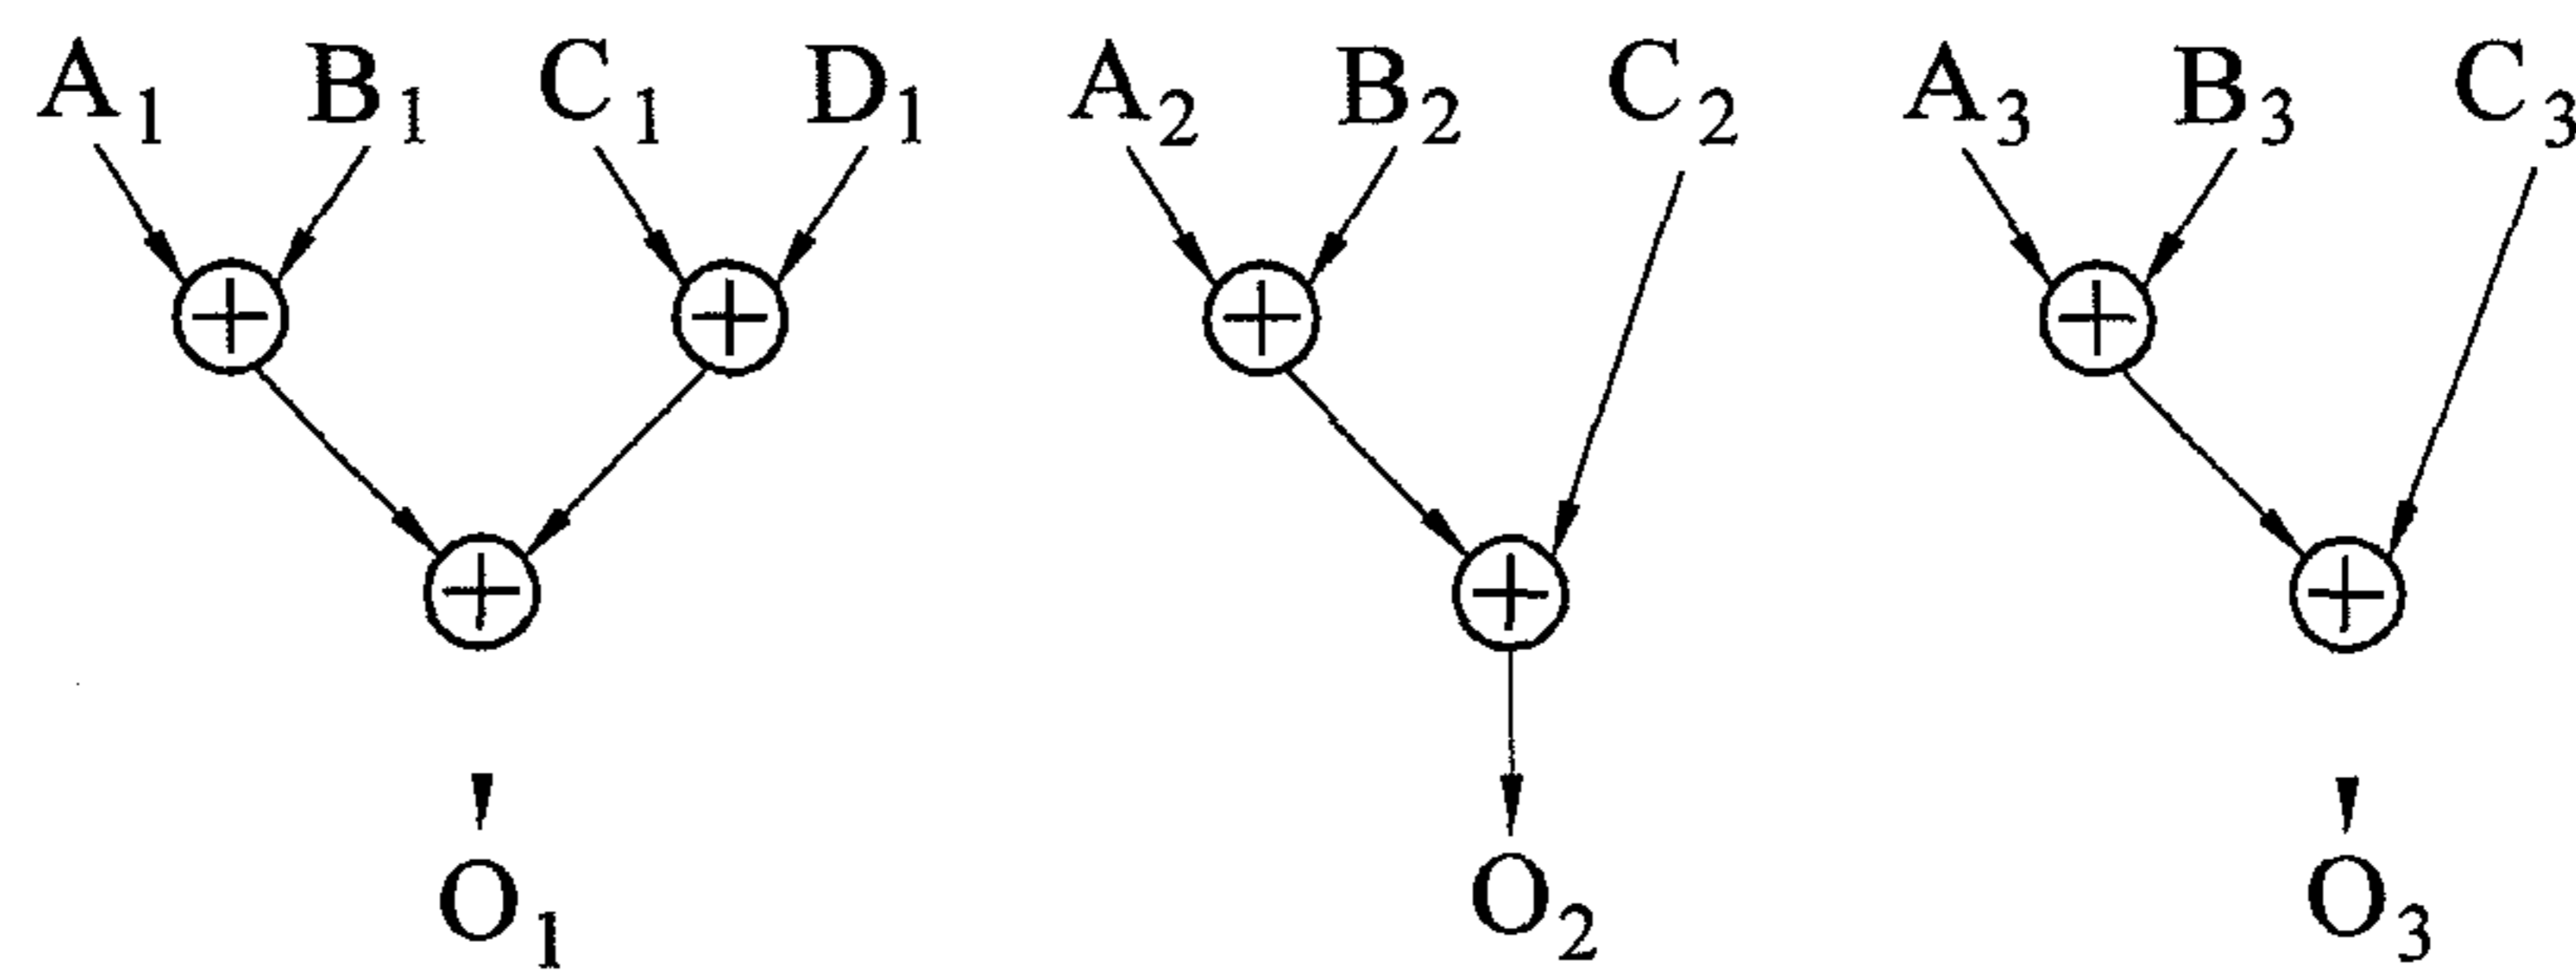 A₁ B₁ C₁ D₁ A₂ B₂ C₂ A₃ B₃ C₃
+ + + +
+ + +
O₁ O₂ O₃